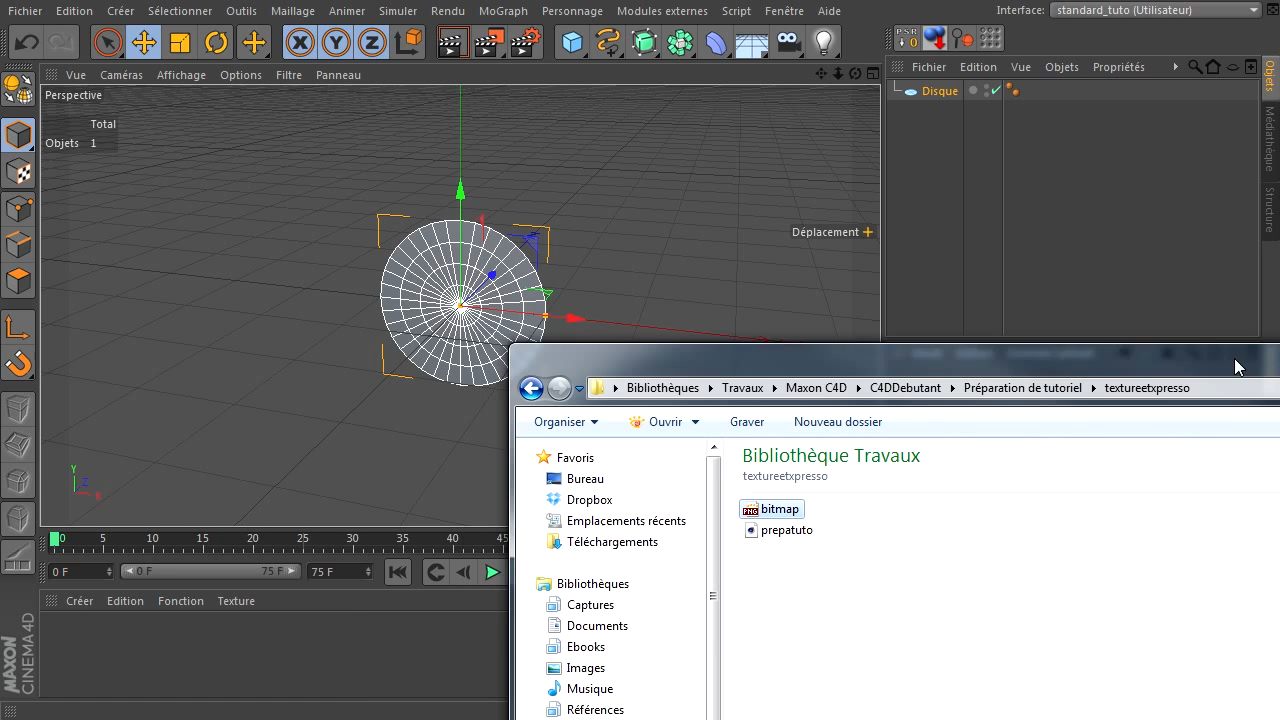 Fichier Edition Créer Sélectionner Outils Maillage Animer Simuler Rendu MoGraph Personnage Modules externes Script Fenêtre Aide Interface: standard_tuto (Utilisateur)
X Y Z PSR 0
Vue Caméras Affichage Options Filtre Panneau
Fichier Edition Vue Objets Propriétés
Objets
Médiathèque
Structure
Disque
Perspective
Total
Objets 1
Déplacement
Y
Z
0 5 10 15 20 25 30 35 40 45
0 F 0 F 75 F 75 F
Créer Edition Fonction Texture
MAXON
CINEMA 4D
Bibliothèques Travaux Maxon C4D C4DDebutant Préparation de tutoriel textureetxpresso
Organiser Ouvrir Graver Nouveau dossier
Favoris
Bureau
Dropbox
Emplacements récents
Téléchargements
Bibliothèques
Captures
Documents
Ebooks
Images
Musique
Références
Bibliothèque Travaux
textureetxpresso
PNG bitmap
prepatuto